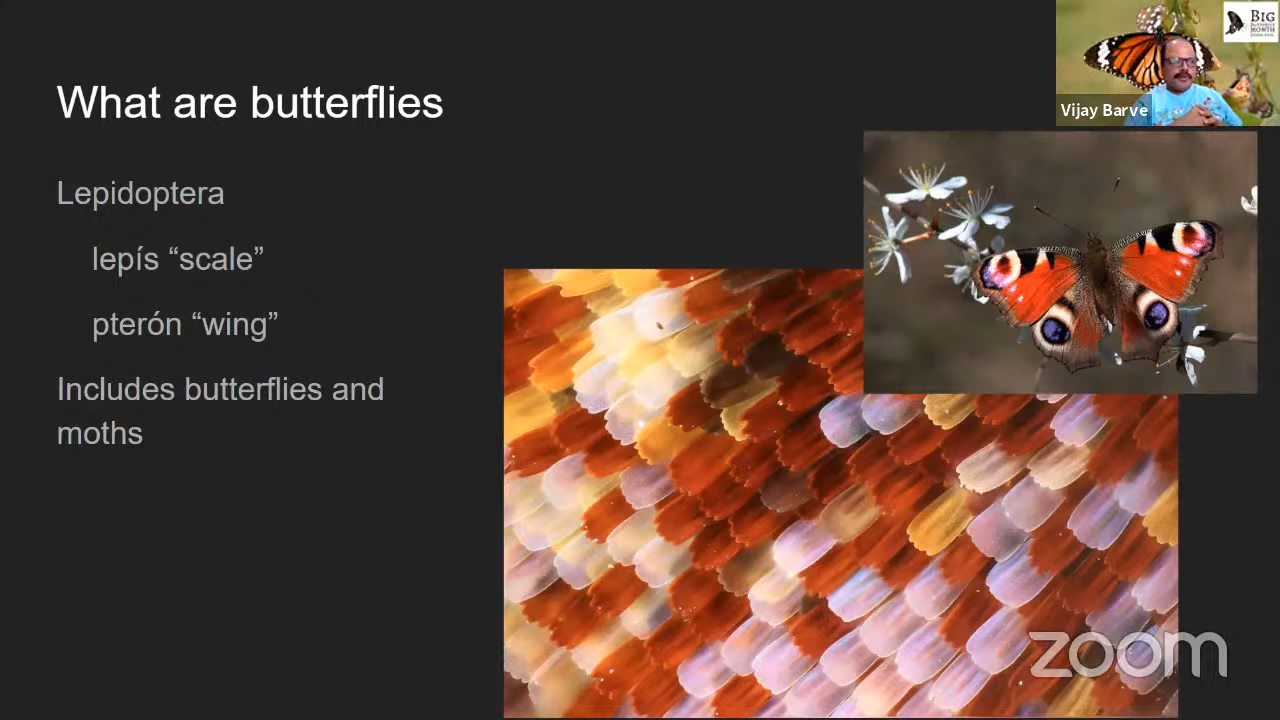 What are butterflies
Lepidoptera
lepís “scale”
pterón “wing”
Includes butterflies and
moths
Vijay Barve
BIG
MONTH
zoom